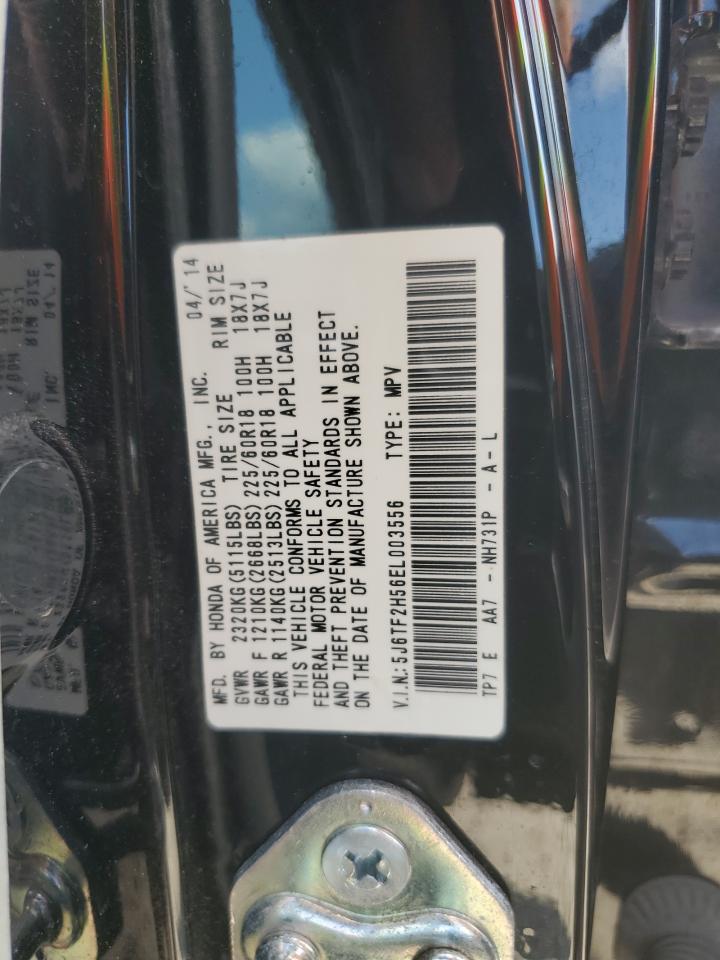 MFD. BY HONDA OF AMERICA MFG., INC. 04/'14
GVWR 2320KG(5115LBS) TIRE SIZE RIM SIZE
GAWR F 1210KG(2668LBS) 225/60R18 100H 18X7J
GAWR R 1140KG(2513LBS) 225/60R18 100H 18X7J
THIS VEHICLE CONFORMS TO ALL APPLICABLE
FEDERAL MOTOR VEHICLE SAFETY
AND THEFT PREVENTION STANDARDS IN EFFECT
ON THE DATE OF MANUFACTURE SHOWN ABOVE.
V.I.N.: 5J6TF2H56EL003556 TYPE: MPV
TP7 E AA7 - NH731P - A - L